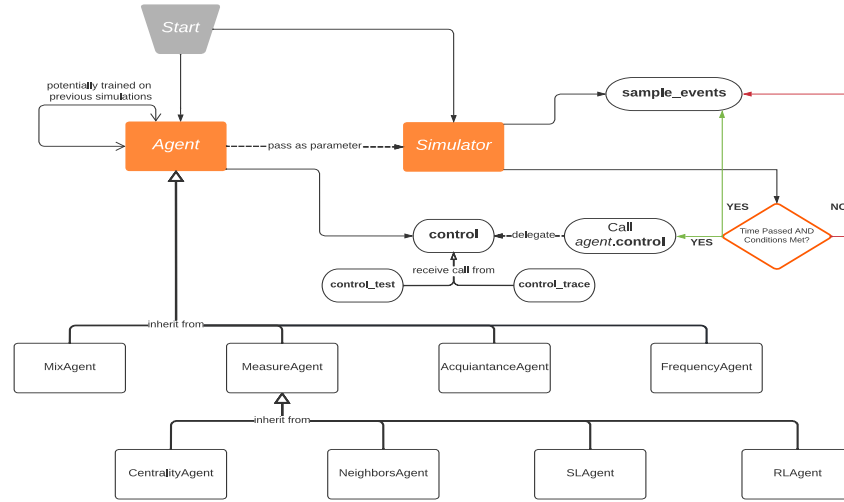 Start
potentially trained on
previous simulations
sample_events
Agent
pass as parameter
Simulator
YES
NO
control
delegate
Call
agent.control
YES
Time Passed AND
Conditions Met?
receive call from
control_test
control_trace
inherit from
MixAgent
MeasureAgent
AcquiantanceAgent
FrequencyAgent
inherit from
CentralityAgent
NeighborsAgent
SLAgent
RLAgent